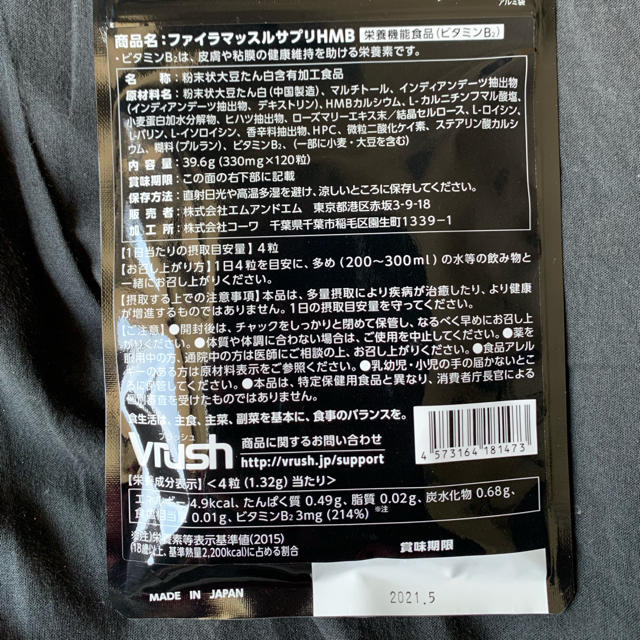 アルミ袋
商品名：ファイラマッスルサプリHMB 栄養機能食品(ビタミンB₂)
・ビタミンB₂は、皮膚や粘膜の健康維持を助ける栄養素です。
名　称：粉末状大豆たん白含有加工食品
原材料名：粉末状大豆たん白(中国製造)、マルチトール、インディアンデーツ抽出物
(インディアンデーツ抽出物、デキストリン)、HMBカルシウム、L-カルニチンフマル酸塩、
小麦蛋白加水分解物、ヒハツ抽出物、ローズマリーエキス末／結晶セルロース、L-ロイシン、
L-バリン、L-イソロイシン、香辛料抽出物、HPC、微粒二酸化ケイ素、ステアリン酸カルシ
ウム、糊料(プルラン)、ビタミンB₂、(一部に小麦・大豆を含む)
内 容 量：39.6g(330mg×120粒)
賞味期限：この面の右下部に記載
保存方法：直射日光や高温多湿を避け、涼しいところに保存してください。
販 売 者：株式会社エムアンドエム　東京都港区赤坂3-9-18
加 工 所：株式会社コーワ　千葉県千葉市稲毛区園生町1339−1
【1日当たりの摂取目安量】4粒
【お召し上がり方】1日4粒を目安に、多め(200〜300ml)の水等の飲み物と
一緒にお召し上がりください。
【摂取する上での注意事項】本品は、多量摂取により疾病が治癒したり、より健康
が増進するものではありません。1日の摂取目安量を守ってください。
【ご注意】●開封後は、チャックをしっかりと閉めて保管し、なるべく早めにお召し上
がりください。●体質や体調に合わない場合は、ご使用を中止してください。●薬を
服用中の方、通院中の方は医師にご相談の上、お召し上がりください。●食品アレル
ギーのある方は原材料表示をご参照ください。●乳幼児・小児の手の届かないとこ
ろに保管してください。●本品は、特定保健用食品と異なり、消費者庁長官による
個別審査を受けたものではありません。
食生活は、主食、主菜、副菜を基本に、食事のバランスを。
ブラッシュ
vrush
商品に関するお問い合わせ
http://vrush.jp/support
4 573164 181473
【栄養成分表示】<4粒(1.32g)当たり>
エネルギー4.9kcal、たんぱく質0.49g、脂質0.02g、炭水化物0.68g、
食塩相当量0.01g、ビタミンB₂ 3mg(214%)※注
※注)栄養素等表示基準値(2015)
(18歳以上、基準熱量2,200kcal)に占める割合
賞味期限
2021.5
MADE IN JAPAN